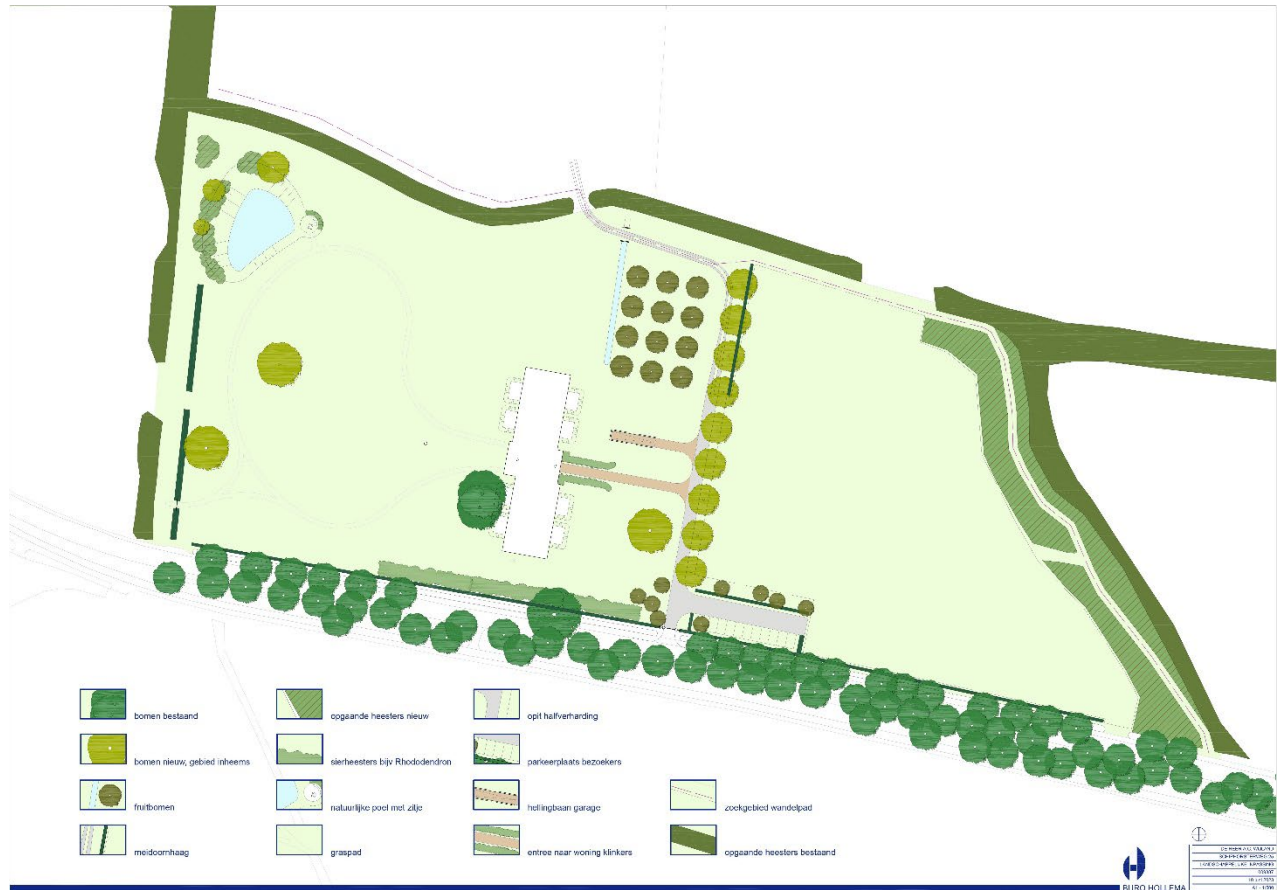 bomen bestaand
opgaande heesters nieuw
oprit halfverharding
bomen nieuw, gebied inheems
sierheesters bijv Rhododendron
parkeerplaats bezoekers
fruitbomen
natuurlijke poel met zitje
hellingbaan garage
zoekgebied wandelpad
meidoornhaag
graspad
entree naar woning klinkers
opgaande heesters bestaand
BURO HOLLEMA